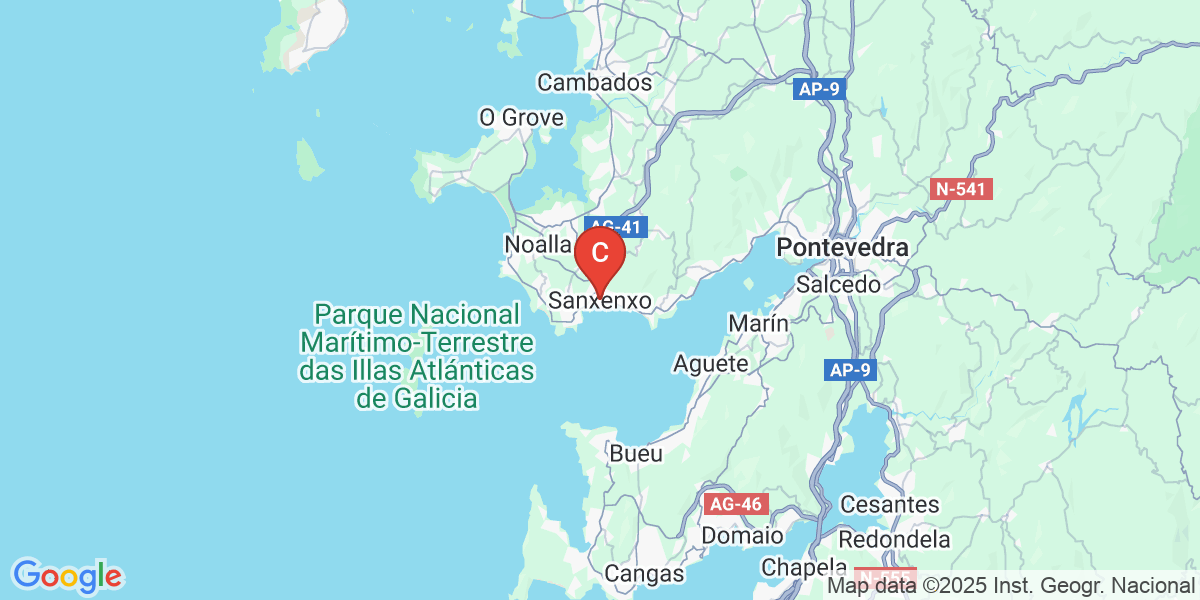 Cambados
AP-9
O Grove
N-541
AG-41
Noalla
C
Pontevedra
Salcedo
Sanxenxo
Parque Nacional
Marítimo-Terrestre
das Illas Atlánticas
de Galicia
Marín
Aguete
AP-9
Bueu
AG-46
Cesantes
Domaio
Redondela
Chapela
Cangas
N-555
Google
Map data ©2025 Inst. Geogr. Nacional